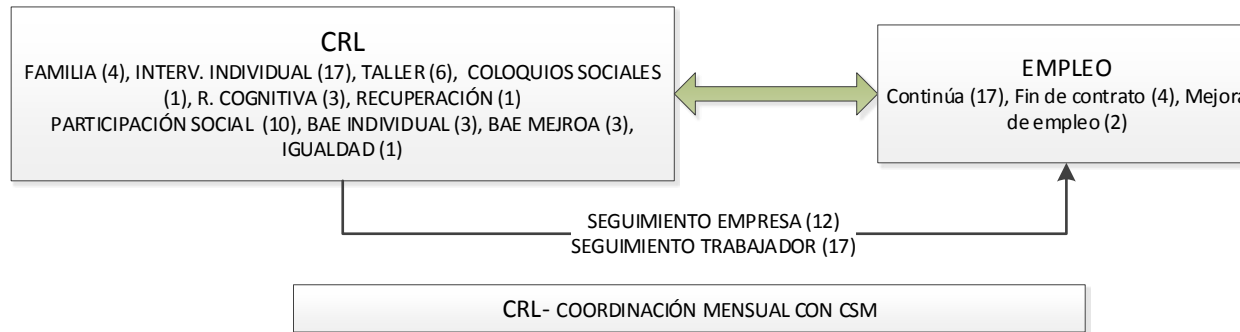 CRL
FAMILIA (4), INTERV. INDIVIDUAL (17), TALLER (6), COLOQUIOS SOCIALES
(1), R. COGNITIVA (3), RECUPERACIÓN (1)
PARTICIPACIÓN SOCIAL (10), BAE INDIVIDUAL (3), BAE MEJROA (3),
IGUALDAD (1)
EMPLEO
Continúa (17), Fin de contrato (4), Mejora
de empleo (2)
SEGUIMIENTO EMPRESA (12)
SEGUIMIENTO TRABAJADOR (17)
CRL- COORDINACIÓN MENSUAL CON CSM